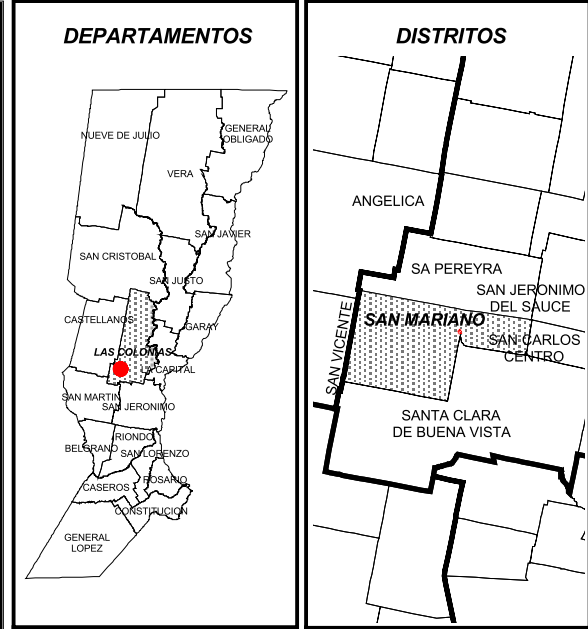 DEPARTAMENTOS
NUEVE DE JULIO
GENERAL
OBLIGADO
VERA
SAN JAVIER
SAN CRISTOBAL
SAN JUSTO
CASTELLANOS
GARAY
LAS COLONIAS
LA CAPITAL
SAN MARTIN
SAN JERONIMO
IRIONDO
BELGRANO
SAN LORENZO
CASEROS
ROSARIO
CONSTITUCION
GENERAL
LOPEZ
DISTRITOS
ANGELICA
SA PEREYRA
SAN JERONIMO
DEL SAUCE
SAN MARIANO
SAN CARLOS
CENTRO
SAN VICENTE
SANTA CLARA
DE BUENA VISTA